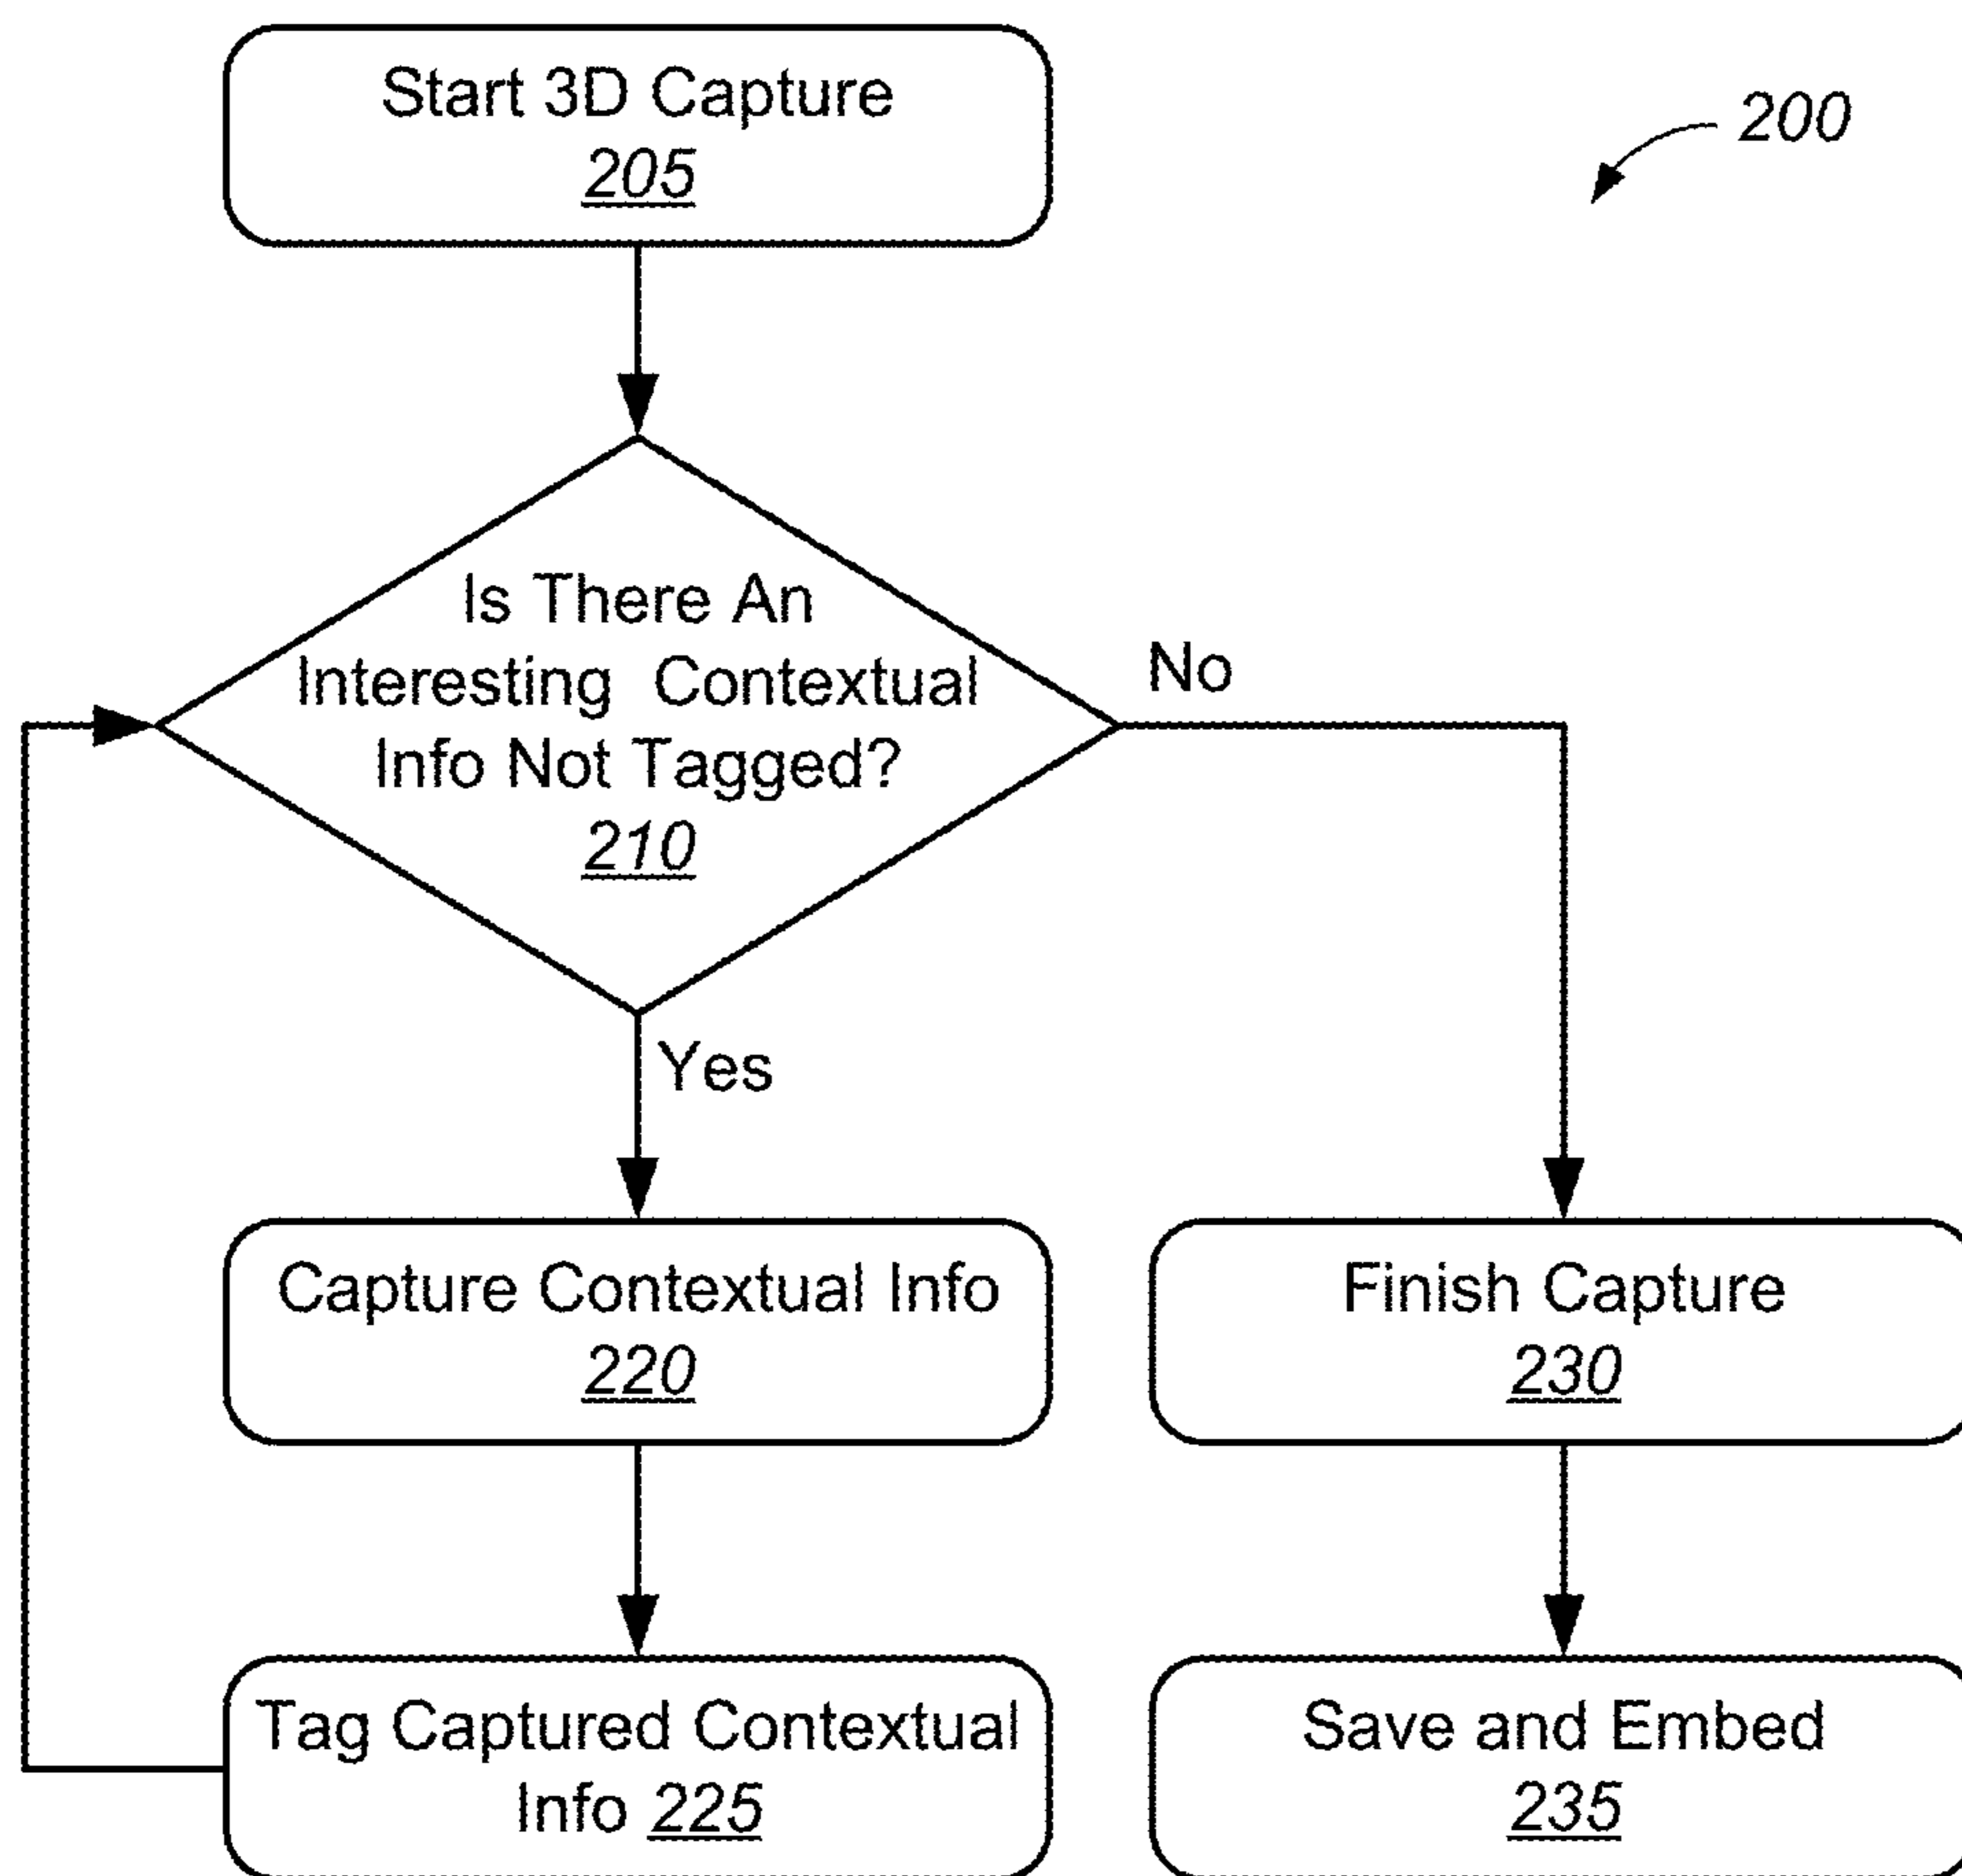 Start 3D Capture
205
200
Is There An
Interesting Contextual
Info Not Tagged?
210
No
Yes
Capture Contextual Info
220
Finish Capture
230
Tag Captured Contextual
Info 225
Save and Embed
235